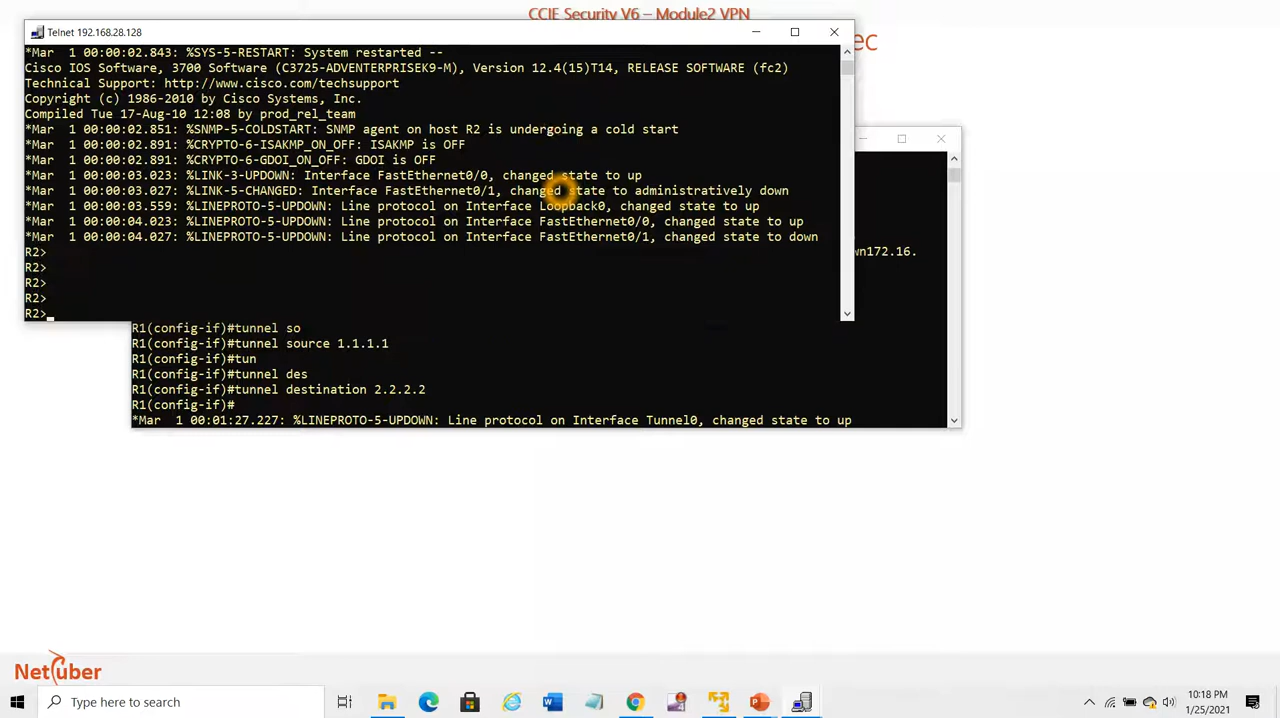 CCIE Security V6 – Module2 VPN
ec
Telnet 192.168.28.128
*Mar  1 00:00:02.843: %SYS-5-RESTART: System restarted --
Cisco IOS Software, 3700 Software (C3725-ADVENTERPRISEK9-M), Version 12.4(15)T14, RELEASE SOFTWARE (fc2)
Technical Support: http://www.cisco.com/techsupport
Copyright (c) 1986-2010 by Cisco Systems, Inc.
Compiled Tue 17-Aug-10 12:08 by prod_rel_team
*Mar  1 00:00:02.851: %SNMP-5-COLDSTART: SNMP agent on host R2 is undergoing a cold start
*Mar  1 00:00:02.891: %CRYPTO-6-ISAKMP_ON_OFF: ISAKMP is OFF
*Mar  1 00:00:02.891: %CRYPTO-6-GDOI_ON_OFF: GDOI is OFF
*Mar  1 00:00:03.027: %LINK-3-UPDOWN: Interface FastEthernet0/0, changed state to up
*Mar  1 00:00:03.027: %LINK-5-CHANGED: Interface FastEthernet0/1, changed state to administratively down
*Mar  1 00:00:03.559: %LINEPROTO-5-UPDOWN: Line protocol on Interface Loopback0, changed state to up
*Mar  1 00:00:04.023: %LINEPROTO-5-UPDOWN: Line protocol on Interface FastEthernet0/0, changed state to up
*Mar  1 00:00:04.027: %LINEPROTO-5-UPDOWN: Line protocol on Interface FastEthernet0/1, changed state to down
R2>
R2>
R2>
R2>
R2>
wn172.16.
R1(config-if)#tunnel so
R1(config-if)#tunnel source 1.1.1.1
R1(config-if)#tun
R1(config-if)#tunnel des
R1(config-if)#tunnel destination 2.2.2.2
R1(config-if)#
*Mar  1 00:01:27.227: %LINEPROTO-5-UPDOWN: Line protocol on Interface Tunnel0, changed state to up
NetUber
Type here to search
10:18 PM
1/25/2021